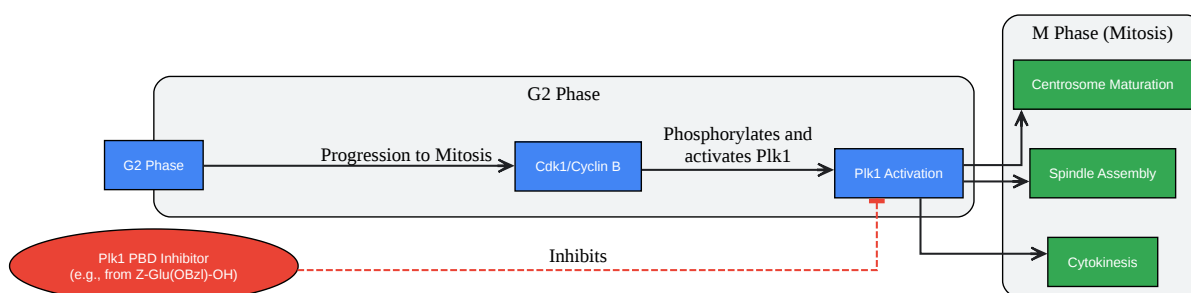 M Phase (Mitosis)
Centrosome Maturation
G2 Phase
Phosphorylates and
activates Plk1
Progression to Mitosis
G2 Phase
Cdk1/Cyclin B
Plk1 Activation
Spindle Assembly
Plk1 PBD Inhibitor
(e.g., from Z-Glu(OBzl)-OH)
Inhibits
Cytokinesis